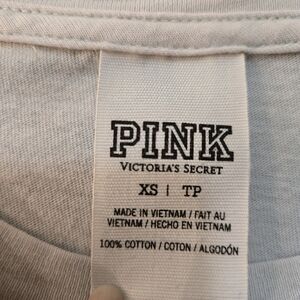 PINK
VICTORIA'S SECRET
XS | TP
MADE IN VIETNAM / FAIT AU
VIETNAM / HECHO EN VIETNAM
100% COTTON / COTON / ALGODÓN